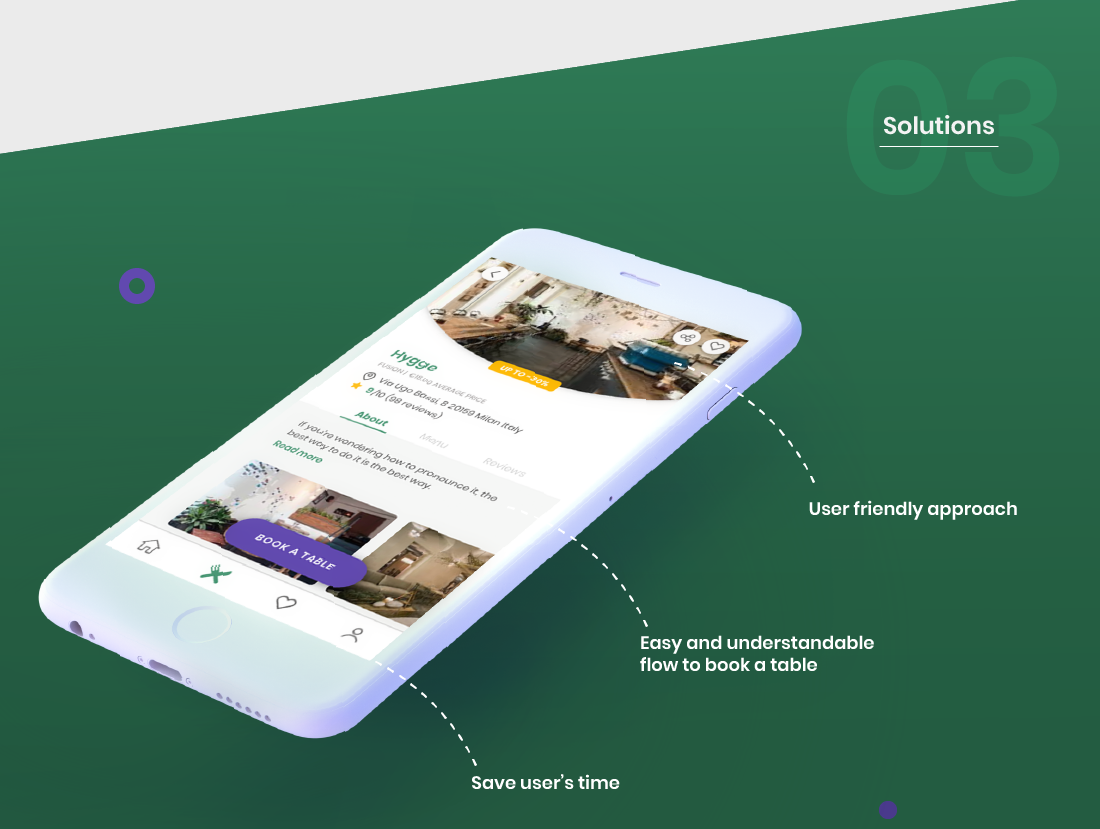 03
Solutions
UP TO -30%
Hygge
FUSION | AVERAGE PRICE
Via Ugo Bassi, 8 20159 Milan Italy
9/10 (98 reviews)
About
Menu
Reviews
If you're wondering how to pronounce it, the
best way to do it is the best way.
Read more
BOOK A TABLE
User friendly approach
Easy and understandable
flow to book a table
Save user's time